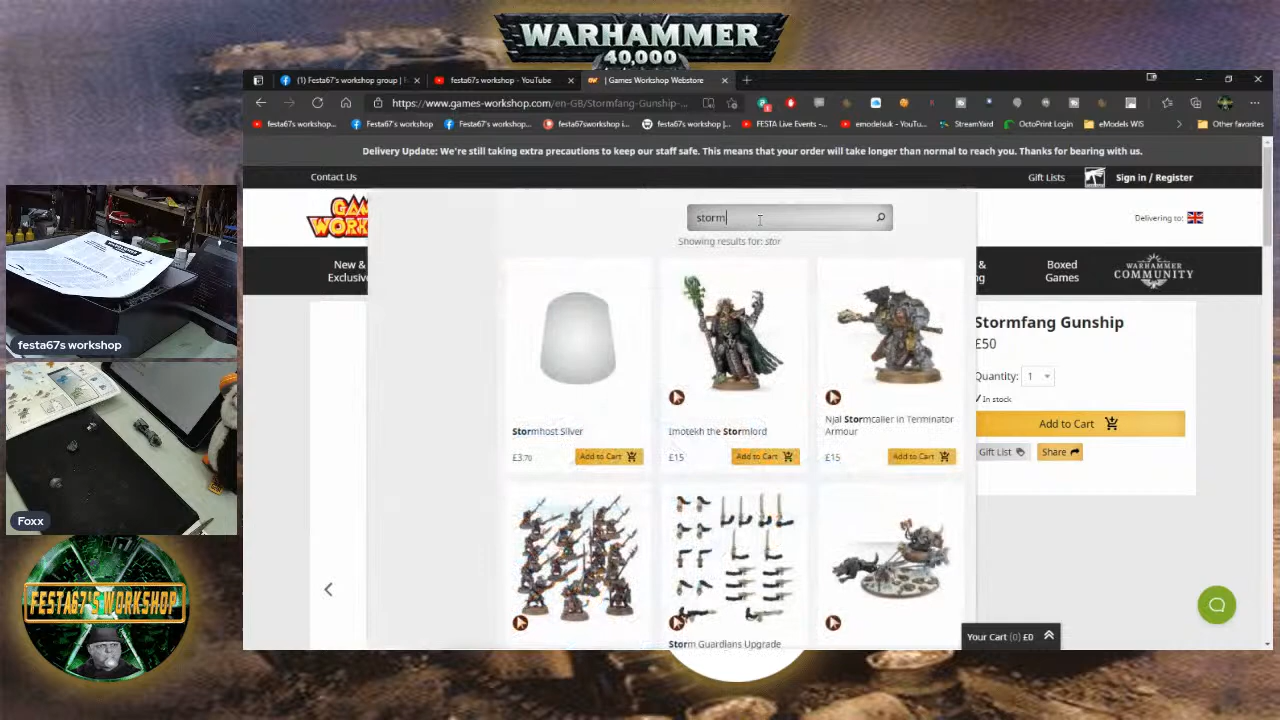 WARHAMMER
40,000
(1) Festa67's workshop group |
festa67s workshop - YouTube
| Games Workshop Webstore
https://www.games-workshop.com/en-GB/Stormfang-Gunship-...
festa67s workshop...
Festa67's workshop
Festa67's workshop...
festa67sworkshop i...
festa67s workshop |...
FESTA Live Events -...
emodelsuk - YouTu...
StreamYard
OctoPrint Login
eModels WIS
Other favorites
Delivery Update: We're still taking extra precautions to keep our staff safe. This means that your order will take longer than normal to reach you. Thanks for bearing with us.
Contact Us
Gift Lists
Sign in / Register
storm
Delivering to:
Showing results for: stor
New &
Exclusive
&
Boxed
Games
WARHAMMER
COMMUNITY
Stormfang Gunship
£50
Quantity: 1
In stock
Add to Cart
Gift List
Share
Stormhost Silver
£3.70
Add to Cart
Imotekh the Stormlord
£15
Add to Cart
Njal Stormcaller in Terminator
Armour
£15
Add to Cart
Storm Guardians Upgrade
Your Cart (0) £0
festa67s workshop
Foxx
FESTA67'S WORKSHOP